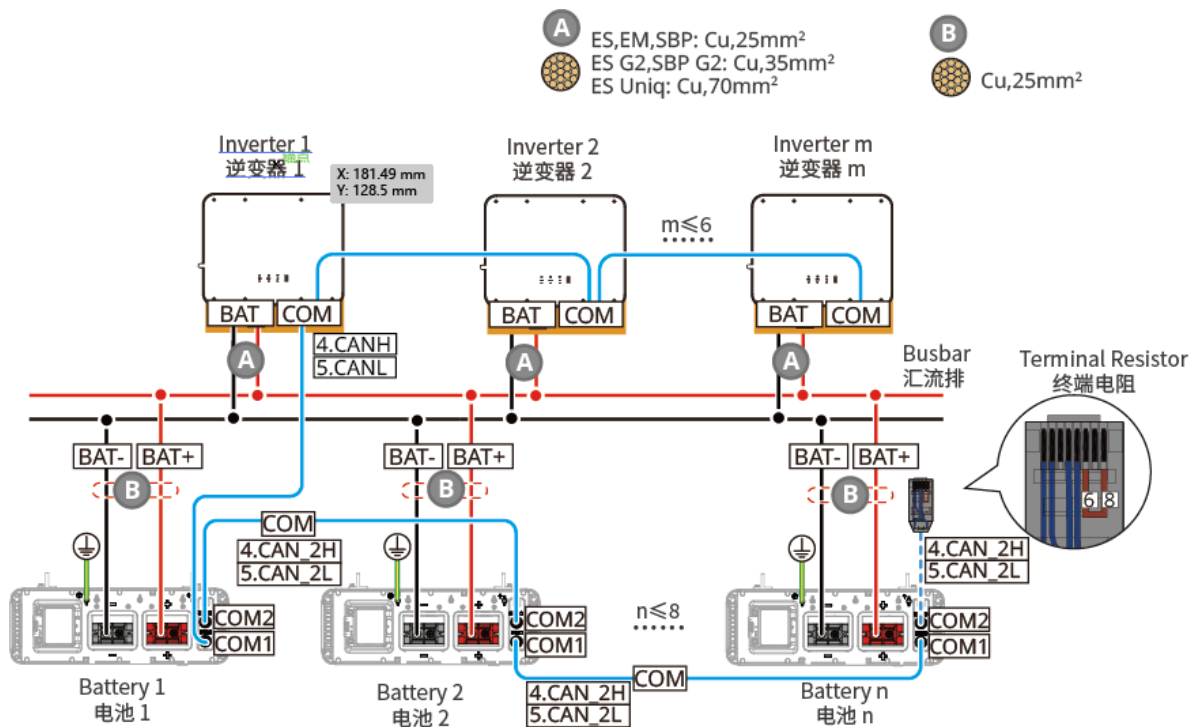 A
ES,EM,SBP: Cu,25mm²
ES G2,SBP G2: Cu,35mm²
ES Uniq: Cu,70mm²
B
Cu,25mm²
Inverter 1
逆变器 1
端点
X: 181.49 mm
Y: 128.5 mm
Inverter 2
逆变器 2
Inverter m
逆变器 m
m≤6
BAT
COM
BAT
COM
BAT
COM
4.CANH
5.CANL
A
A
A
Busbar
汇流排
Terminal Resistor
终端电阻
6 8
BAT-
BAT+
BAT-
BAT+
BAT-
BAT+
B
B
B
COM
4.CAN_2H
5.CAN_2L
4.CAN_2H
5.CAN_2L
COM2
COM1
COM2
COM1
n≤8
COM2
COM1
COM
4.CAN_2H
5.CAN_2L
Battery 1
电池 1
Battery 2
电池 2
Battery n
电池 n